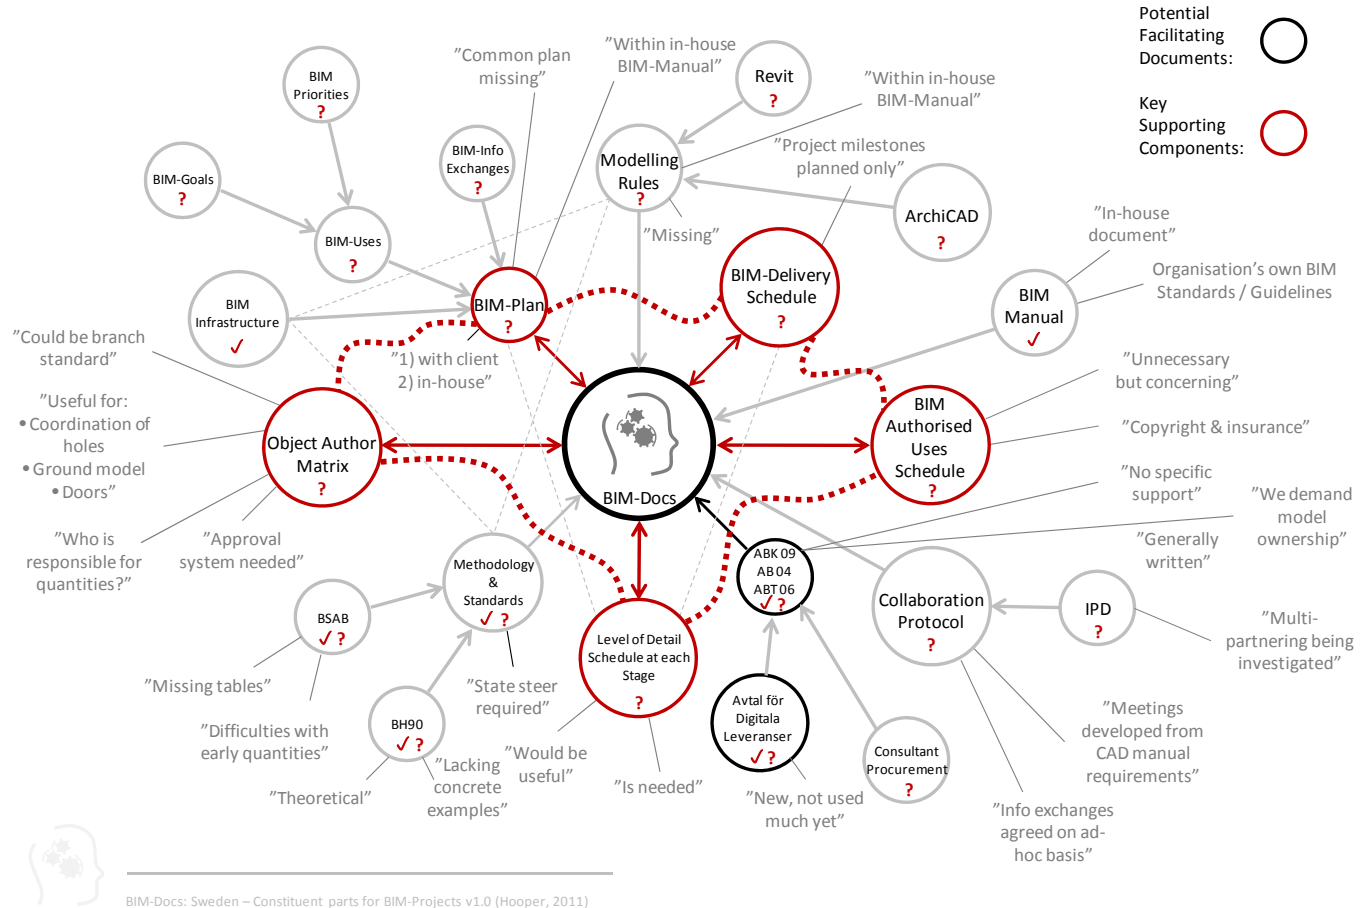 Potential
Facilitating
Documents:
Key
Supporting
Components:
”Common plan
missing”
”Within in-house
BIM-Manual”
Revit
?
”Within in-house
BIM-Manual”
BIM
Priorities
?
BIM-Info
Exchanges
?
Modelling
Rules
?
”Project milestones
planned only”
BIM-Goals
?
ArchiCAD
?
”In-house
document”
BIM-Uses
?
”Missing”
BIM-Delivery
Schedule
?
Organisation’s own BIM
Standards / Guidelines
BIM
Infrastructure
✓
BIM-Plan
?
BIM
Manual
✓
”Could be branch
standard”
”1) with client
2) in-house”
”Unnecessary
but concerning”
”Useful for:
• Coordination of
holes
• Ground model
• Doors”
Object Author
Matrix
?
BIM-Docs
BIM
Authorised
Uses
Schedule
?
”Copyright & insurance”
”No specific
support”
”We demand
model
ownership”
”Generally
written”
”Who is
responsible for
quantities?”
”Approval
system needed”
Methodology
&
Standards
✓ ?
ABK 09
AB 04
ABT 06
✓ ?
Collaboration
Protocol
?
IPD
?
BSAB
✓ ?
Level of Detail
Schedule at each
Stage
?
”Multi-
partnering being
investigated”
”Missing tables”
”State steer
required”
”Difficulties with
early quantities”
BH90
✓ ?
Avtal för
Digitala
Leveranser
✓ ?
Consultant
Procurement
?
”Meetings
developed from
CAD manual
requirements”
”Theoretical”
”Lacking
concrete
examples”
”Would be
useful”
”Is needed”
”New, not used
much yet”
”Info exchanges
agreed on ad-
hoc basis”
BIM-Docs: Sweden – Constituent parts for BIM-Projects v1.0 (Hooper, 2011)